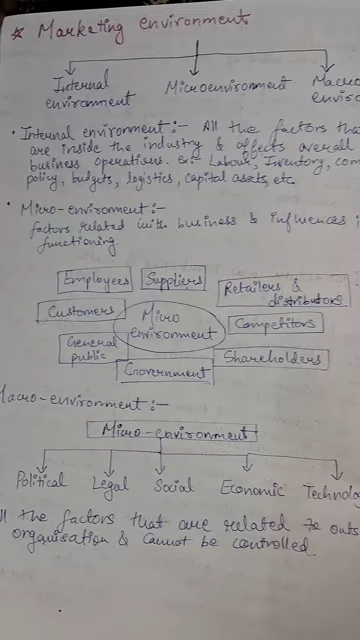 * Marketing environment
Internal environment
Microenvironment
Macro
• Internal environment :- All the factors
are inside the industry & affects overall
business operations. ex:- Labour, Inventory,
policy, budgets, logistics, capital assets, etc.
• Micro-environment :-
factors related with business & influences
functioning
Employees
Suppliers
Retailers & distributors
Customers
Micro environment
Competitors
General public
Shareholders
Government
Macro-environment :-
Micro-environment
Political Legal Social Economic
the factors that are related to
organisation & cannot be controlled